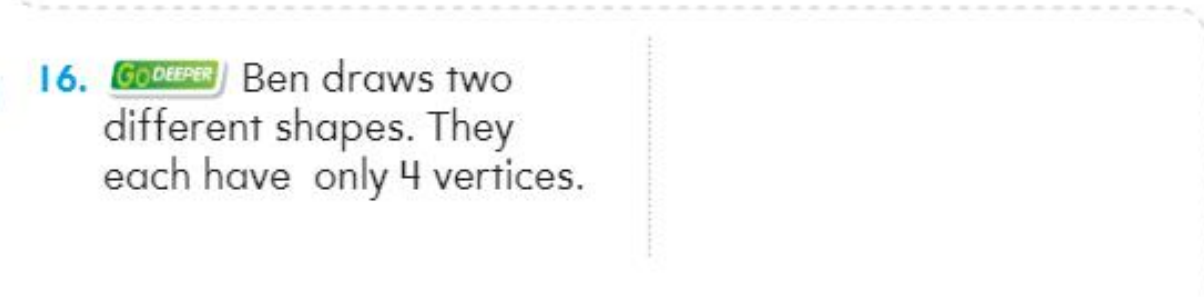 16. GO DEEPER Ben draws two
different shapes. They
each have only 4 vertices.